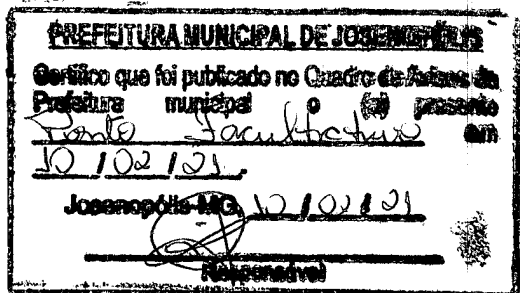 PREFEITURA MUNICIPAL DE JOSENÓPOLIS
Certifico que foi publicado no Quadro de Avisos da
Prefeitura municipal o (a) presente
Ponto Facultativo em
10 / 02 / 21.
Josenópolis-MG, 10 / 02 / 21
Responsável